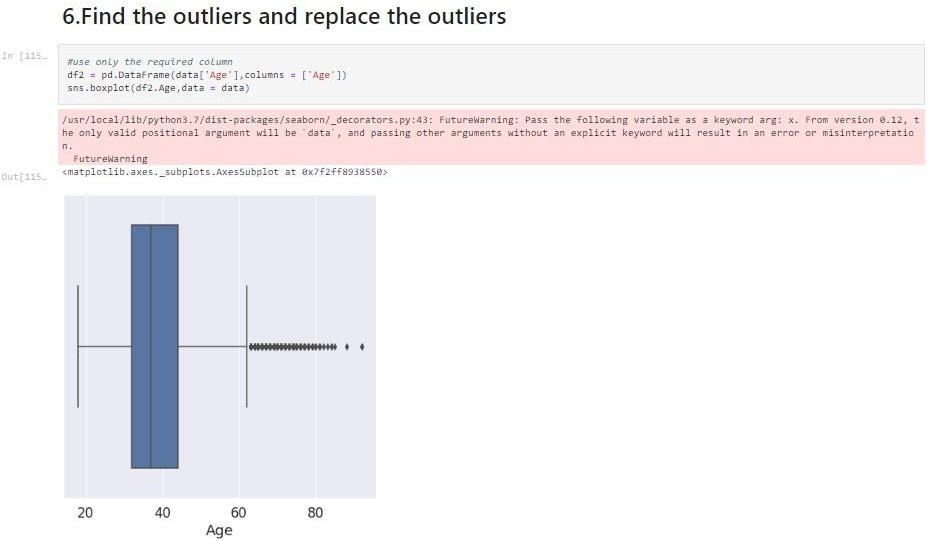 6.Find the outliers and replace the outliers
In [115…
#use only the required column
df2 = pd.DataFrame(data['Age'],columns = ['Age'])
sns.boxplot(df2.Age,data = data)
/usr/local/lib/python3.7/dist-packages/seaborn/_decorators.py:43: FutureWarning: Pass the following variable as a keyword arg: x. From version 0.12, t
he only valid positional argument will be `data`, and passing other arguments without an explicit keyword will result in an error or misinterpretatio
n.
FutureWarning
Out[115…
<matplotlib.axes._subplots.AxesSubplot at 0x7f2ff8938550>
20 40 60 80
Age